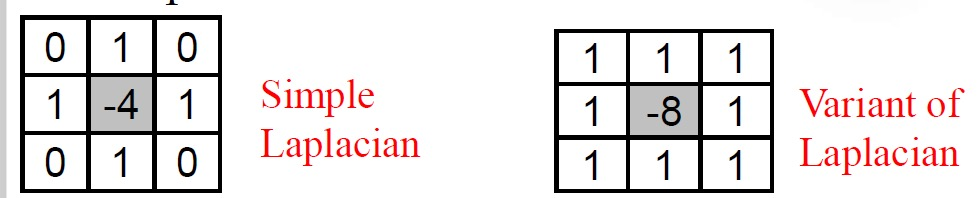 0 1 0
1 -4 1
0 1 0
Simple
Laplacian
1 1 1
1 -8 1
1 1 1
Variant of
Laplacian